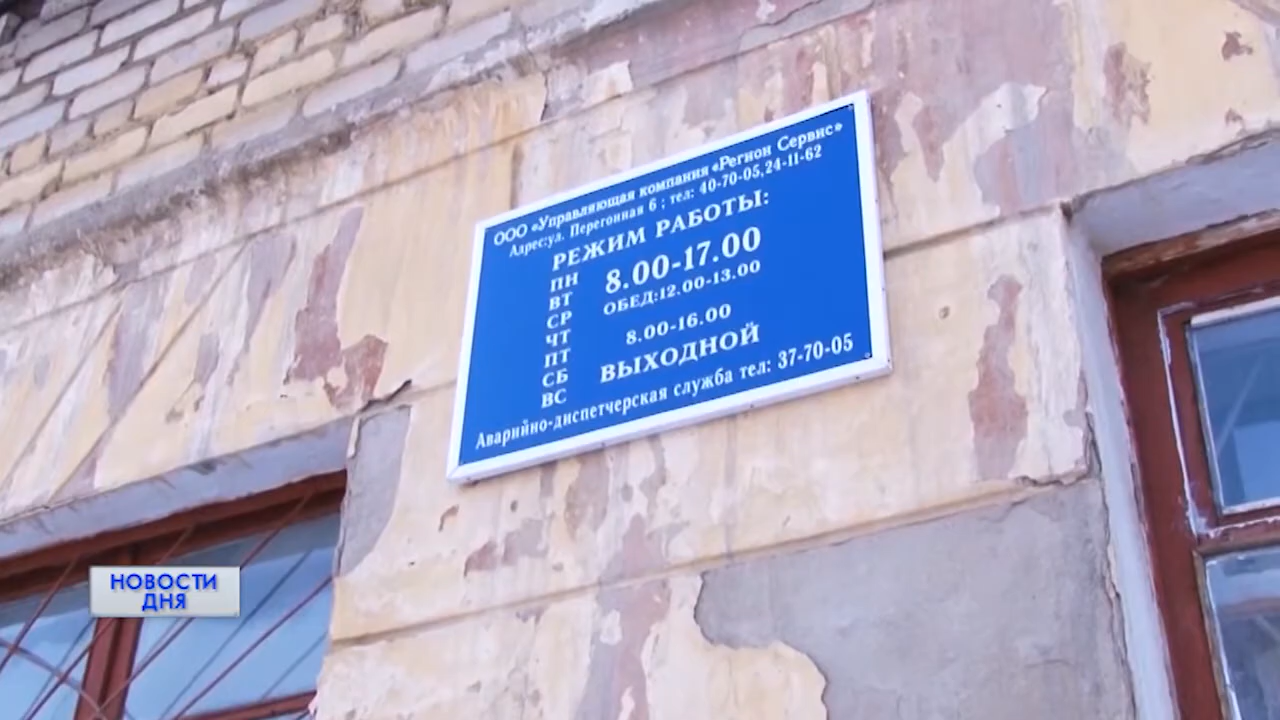 ООО «Управляющая компания «Регион Сервис»
Адрес:ул. Перегонная 6 ; тел: 40-70-05,24-11-62
РЕЖИМ РАБОТЫ:
ПН
ВТ 8.00-17.00
СР ОБЕД:12.00-13.00
ЧТ
ПТ 8.00-16.00
СБ ВЫХОДНОЙ
ВС
Аварийно-диспетчерская служба тел: 37-70-05
НОВОСТИ
ДНЯ